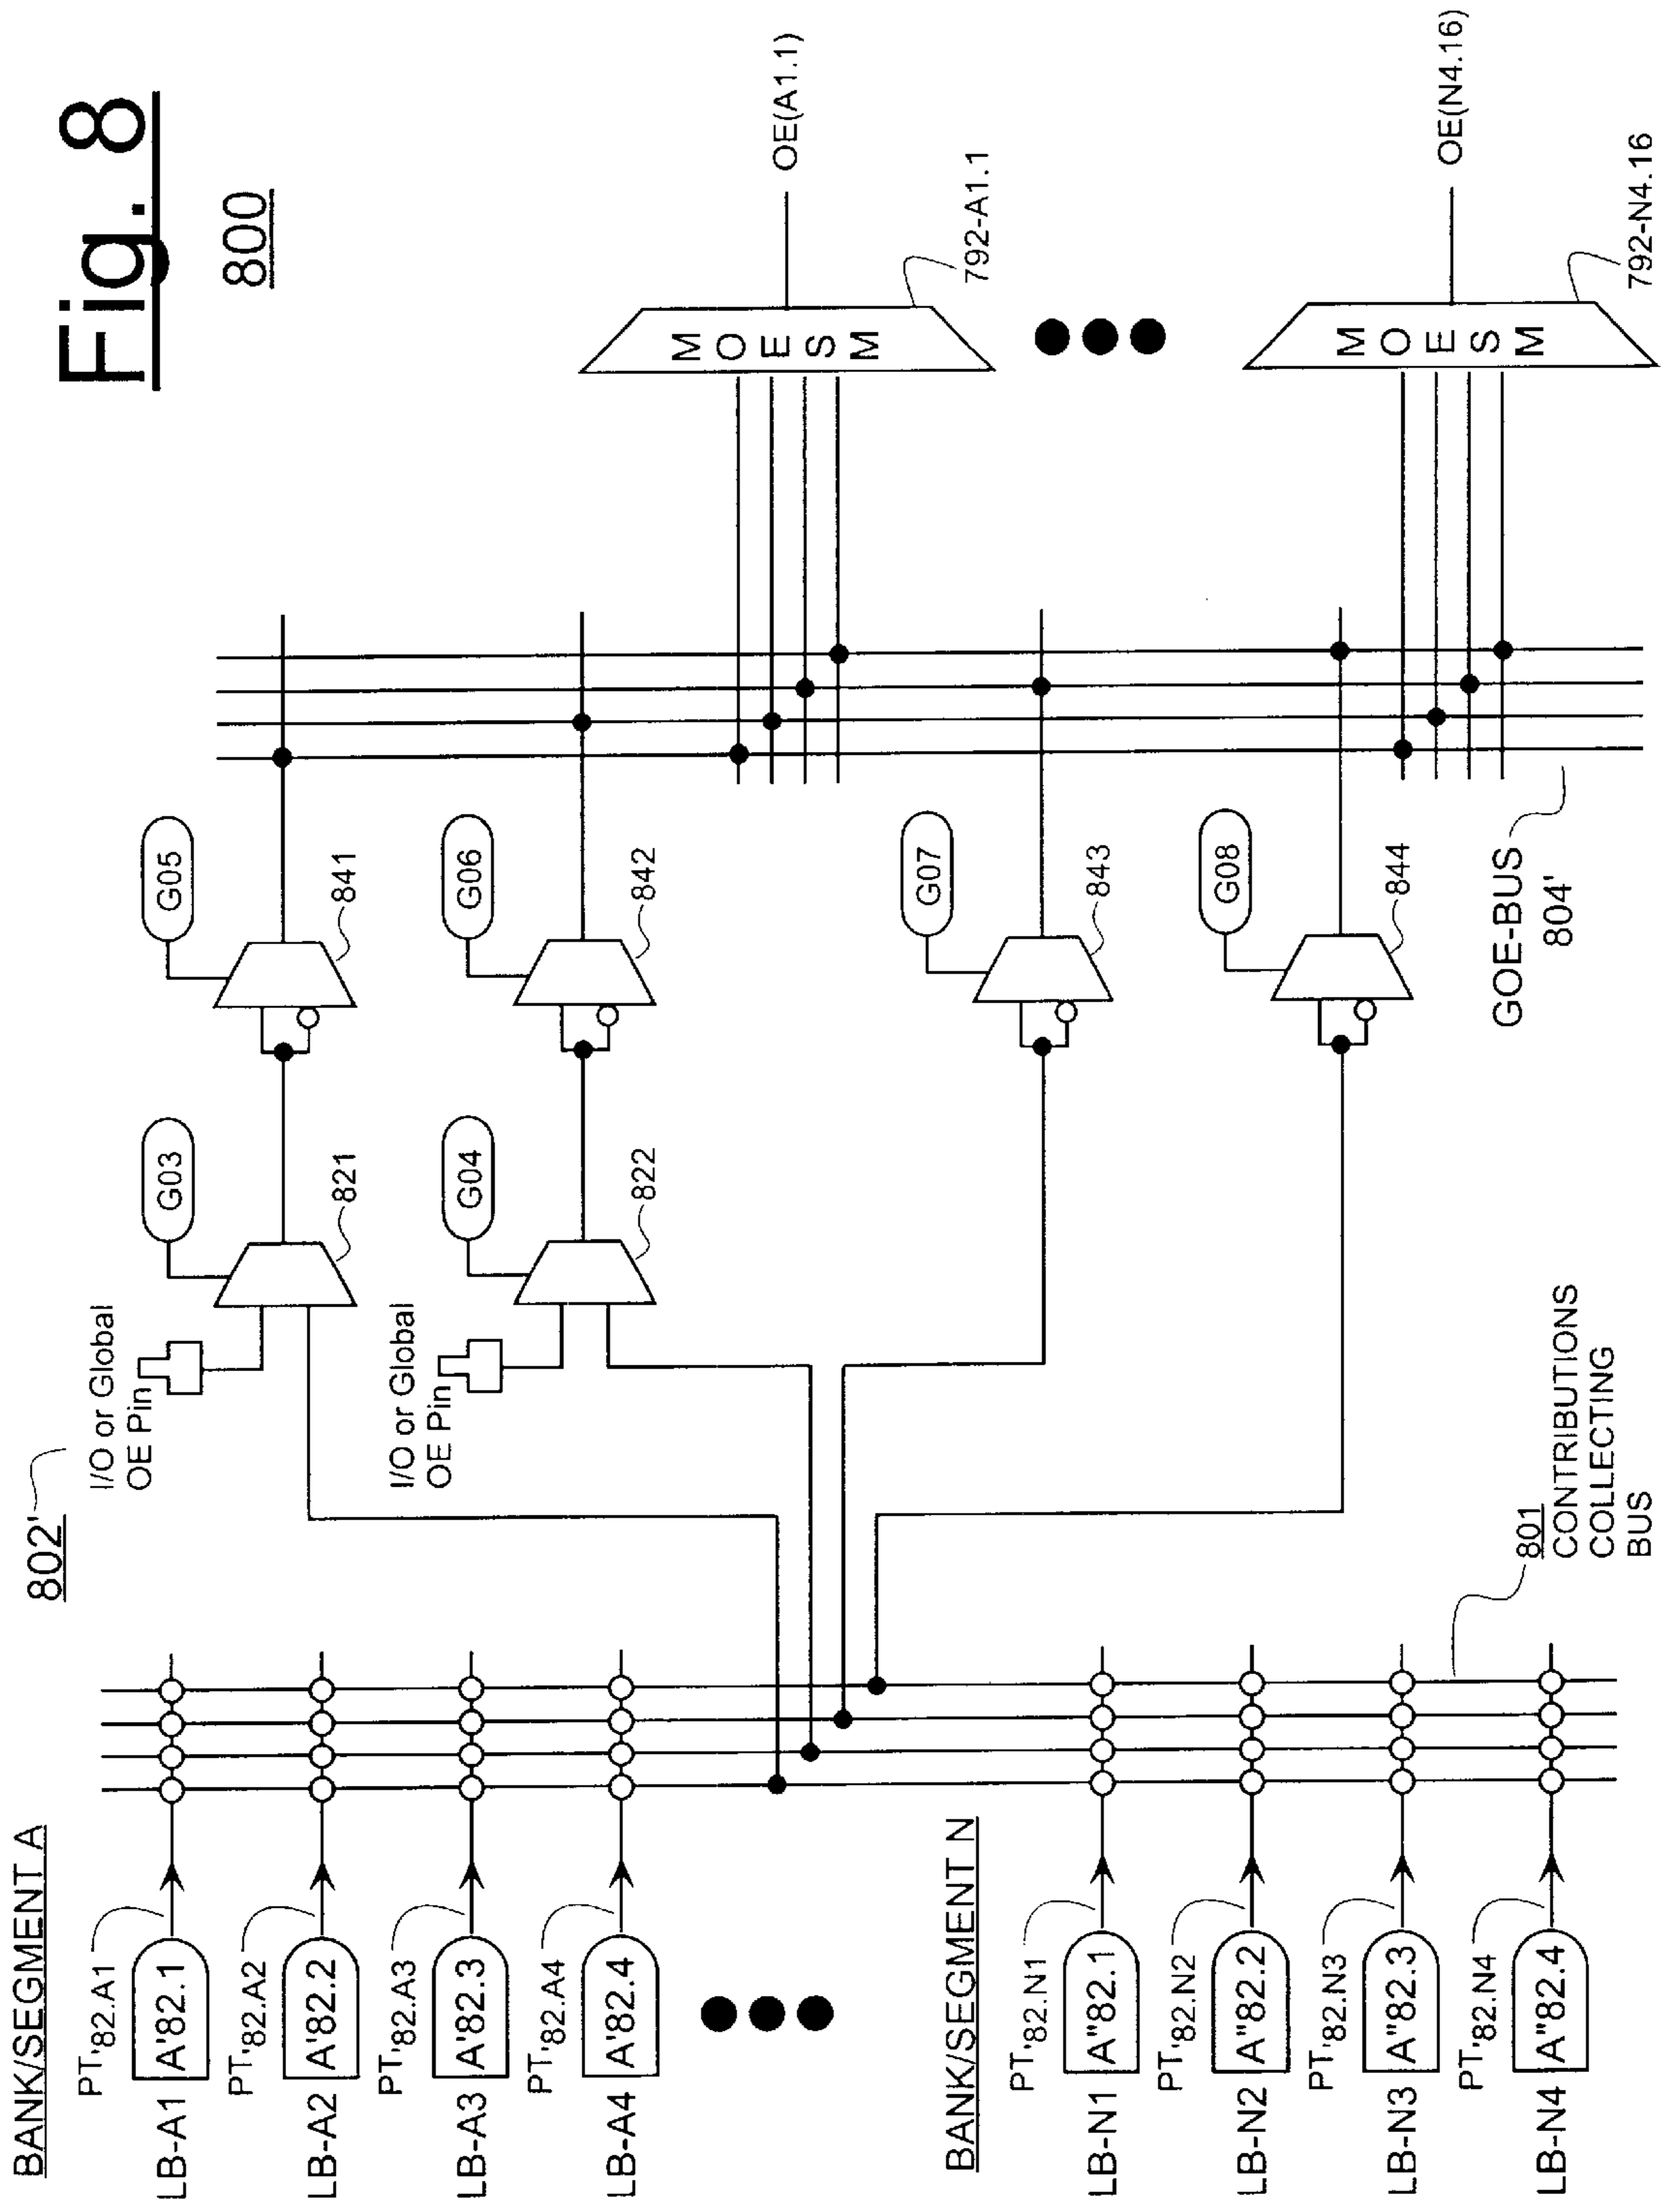 Fig. 8
800
802'
BANK/SEGMENT A
PT'82.A1
LB-A1
A'82.1
PT'82.A2
LB-A2
A'82.2
PT'82.A3
LB-A3
A'82.3
PT'82.A4
LB-A4
A'82.4
BANK/SEGMENT N
PT'82.N1
LB-N1
A"82.1
PT'82.N2
LB-N2
A"82.2
PT'82.N3
LB-N3
A"82.3
PT'82.N4
LB-N4
A"82.4
801
CONTRIBUTIONS
COLLECTING
BUS
I/O or Global
OE Pin
G03
821
I/O or Global
OE Pin
G04
822
G05
841
G06
842
G07
843
G08
844
GOE-BUS
804'
MOESM
792-A1.1
OE(A1.1)
MOESM
792-N4.16
OE(N4.16)